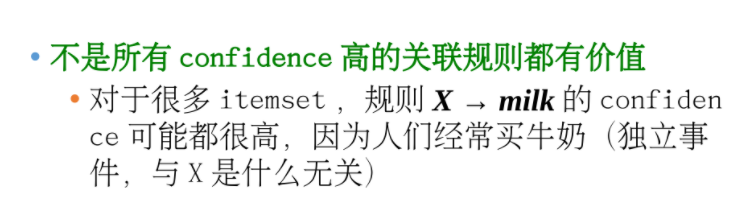 • 不是所有 confidence 高的关联规则都有价值
• 对于很多 itemset ，规则 X → milk 的 confiden
ce 可能都很高，因为人们经常买牛奶（独立事
件，与 X 是什么无关）